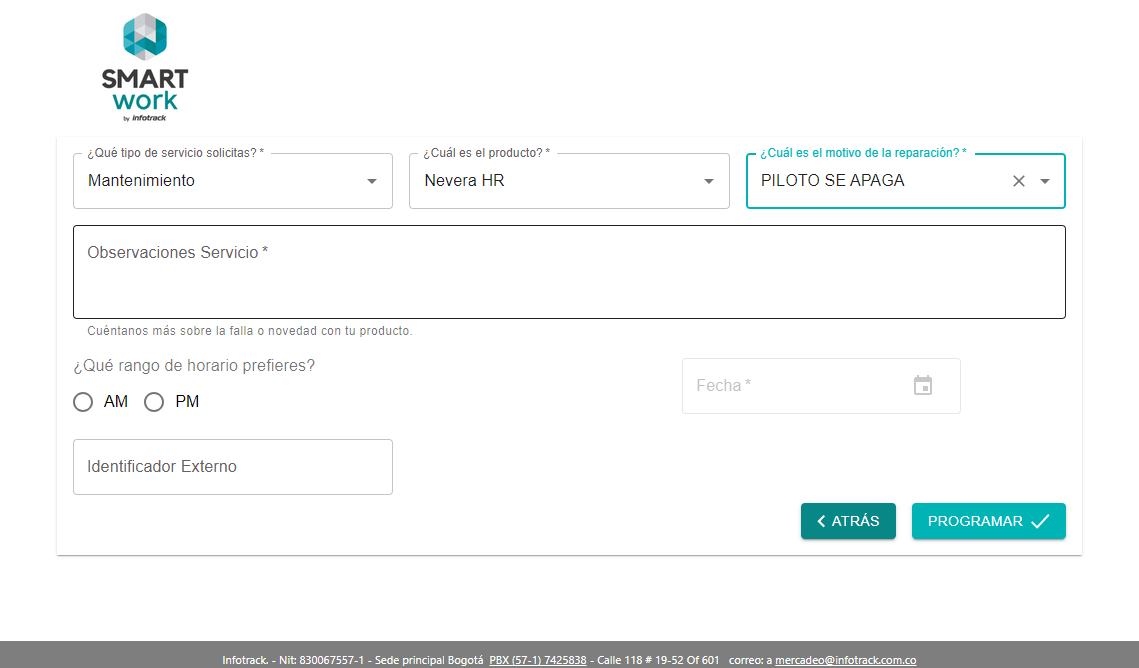 SMART
work
by infotrack
¿Qué tipo de servicio solicitas? *
Mantenimiento
¿Cuál es el producto? *
Nevera HR
¿Cuál es el motivo de la reparación? *
PILOTO SE APAGA
Observaciones Servicio *
Cuéntanos más sobre la falla o novedad con tu producto.
¿Qué rango de horario prefieres?
AM PM
Fecha *
Identificador Externo
ATRÁS
PROGRAMAR
Infotrack. - Nit: 830067557-1 - Sede principal Bogotá PBX (57-1) 7425838 - Calle 118 # 19-52 Of 601 correo: a mercadeo@infotrack.com.co